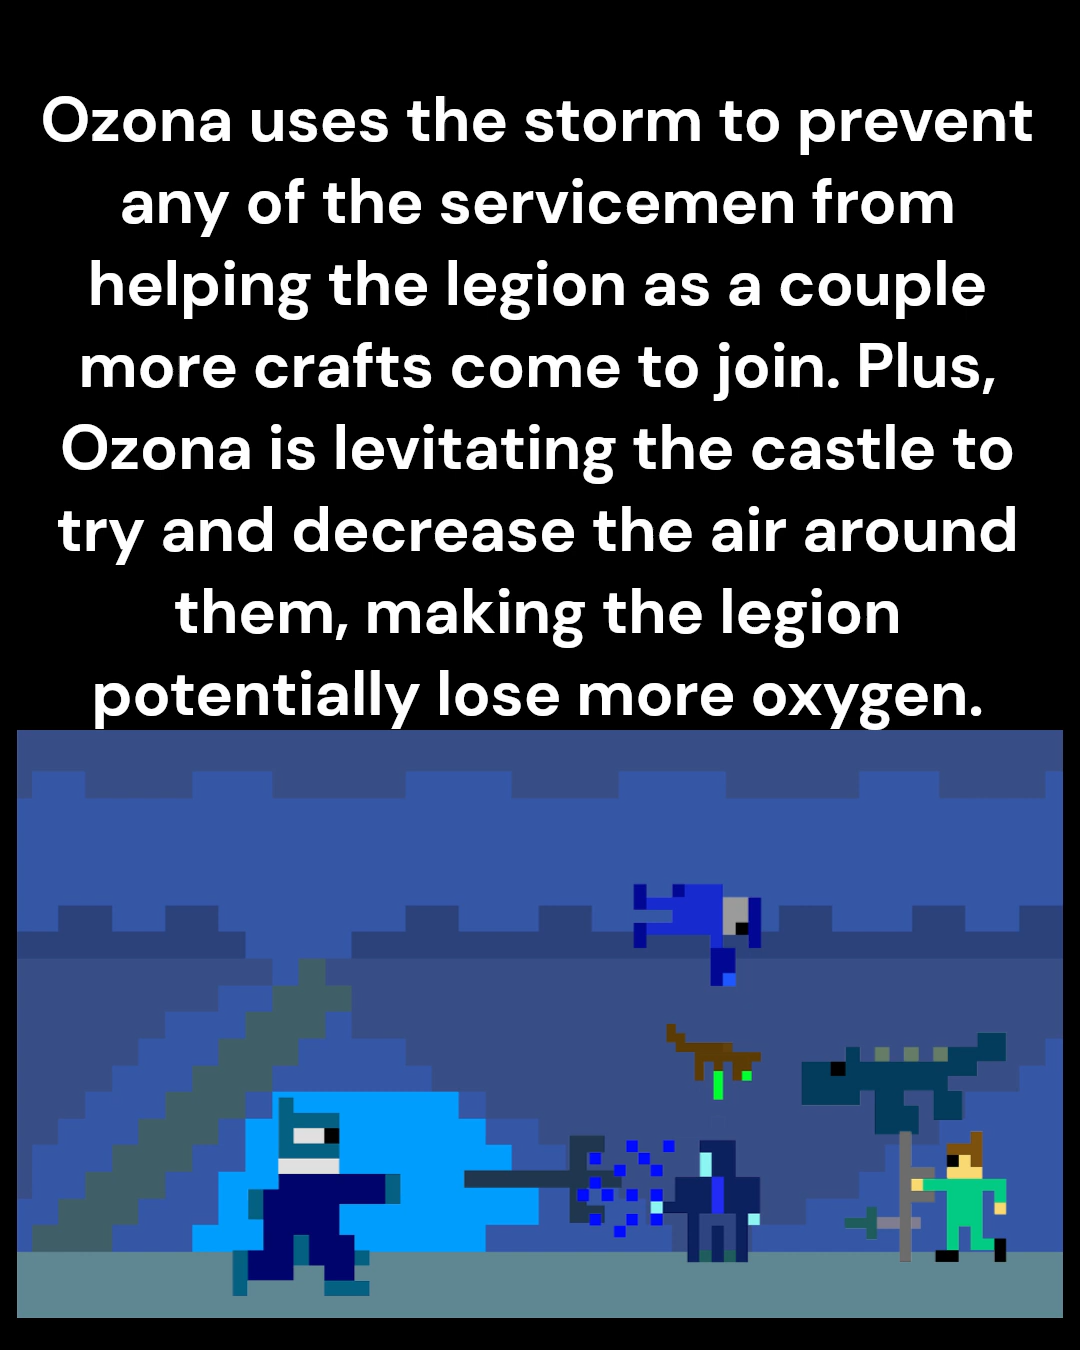 Ozona uses the storm to prevent
any of the servicemen from
helping the legion as a couple
more crafts come to join. Plus,
Ozona is levitating the castle to
try and decrease the air around
them, making the legion
potentially lose more oxygen.